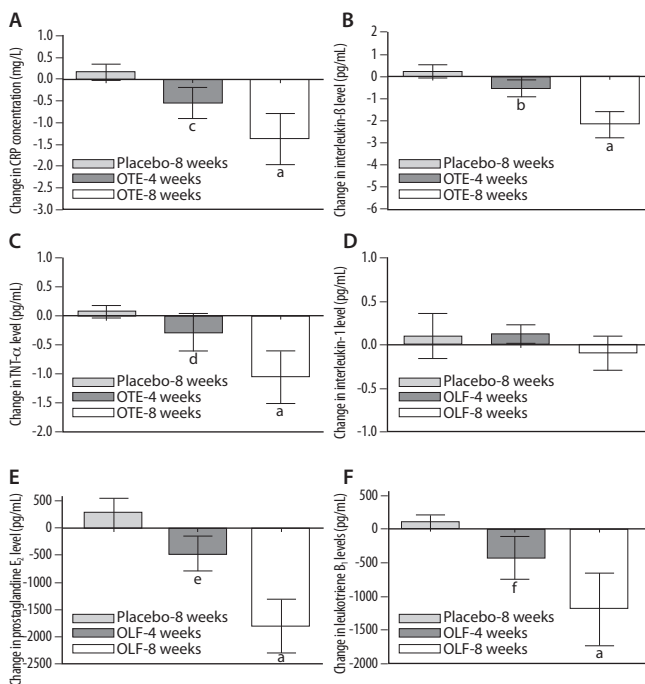 A
Change in CRP concentration (mg/L)
1.0
0.5
0.0
-0.5
-1.0
-1.5
-2.0
-2.5
-3.0
c
a
Placebo-8 weeks
OTE-4 weeks
OTE-8 weeks
B
Change in interleukin-ß level (pg/mL)
2
1
0
-1
-2
-3
-4
-5
-6
b
a
Placebo-8 weeks
OTE-4 weeks
OTE-8 weeks
C
Change in TNT-α level (pg/mL)
1.0
0.5
0.0
-0.5
-1.0
-1.5
-2.0
d
a
Placebo-8 weeks
OTE-4 weeks
OTE-8 weeks
D
Change in interleukin-1 level (pg/mL)
1.0
0.5
0.0
-0.5
-1.0
Placebo-8 weeks
OLF-4 weeks
OLF-8 weeks
E
Change in prostaglandine E₂ level (pg/mL)
500
0
-500
-1000
-1500
-2000
-2500
e
a
Placebo-8 weeks
OLF-4 weeks
OLF-8 weeks
F
Change in leukotriene B₁ levels (pg/mL)
500
0
-500
-1000
-1500
-2000
f
a
Placebo-8 weeks
OLF-4 weeks
OLF-8 weeks